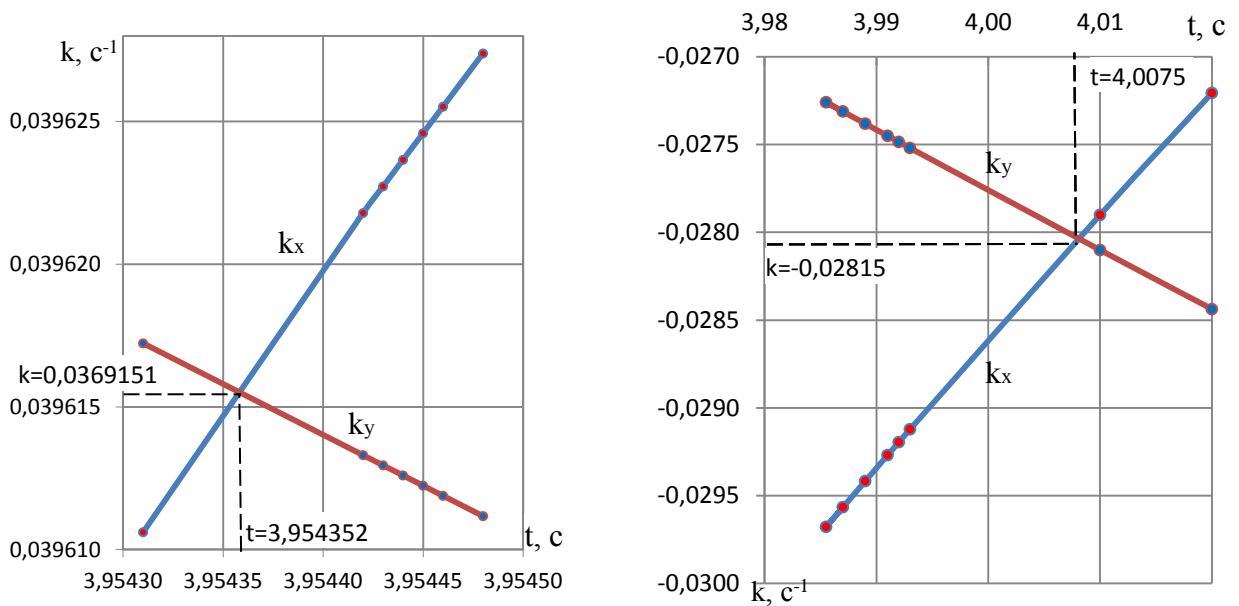 k, c-1
0,039625
0,039620
0,039615
0,039610
kx
k=0,0369151
ky
t=3,954352
t, c
3,95430 3,95435 3,95440 3,95445 3,95450
3,98 3,99 4,00 4,01 t, c
-0,0270
-0,0275
-0,0280
-0,0285
-0,0290
-0,0295
-0,0300
t=4,0075
ky
k=-0,02815
kx
k, c-1